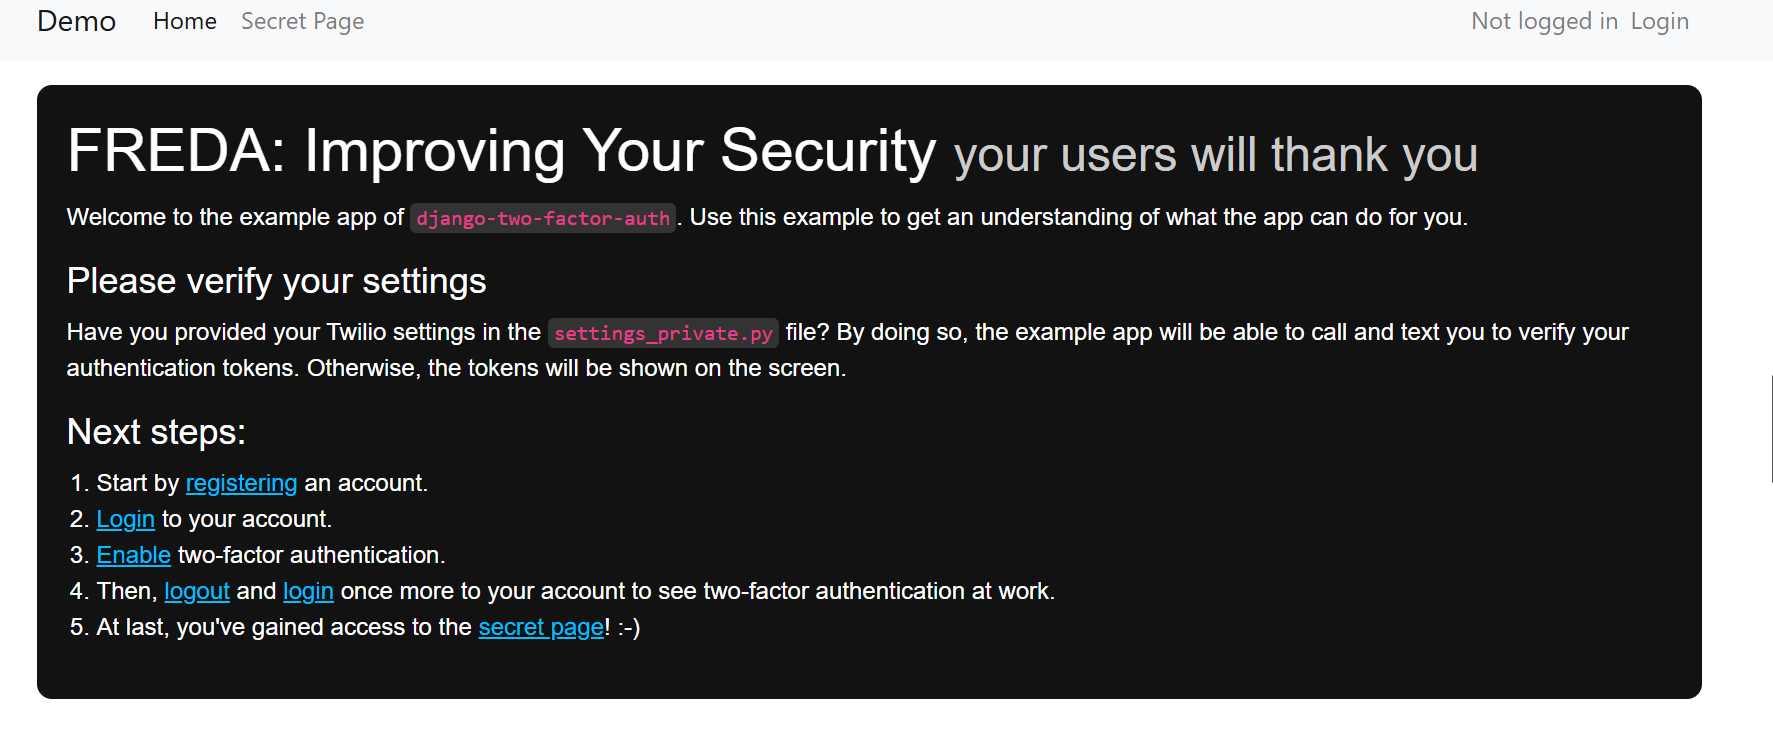 Demo Home Secret Page Not logged in Login
FREDA: Improving Your Security your users will thank you
Welcome to the example app of django-two-factor-auth. Use this example to get an understanding of what the app can do for you.
Please verify your settings
Have you provided your Twilio settings in the settings_private.py file? By doing so, the example app will be able to call and text you to verify your
authentication tokens. Otherwise, the tokens will be shown on the screen.
Next steps:
1. Start by registering an account.
2. Login to your account.
3. Enable two-factor authentication.
4. Then, logout and login once more to your account to see two-factor authentication at work.
5. At last, you've gained access to the secret page! :-)